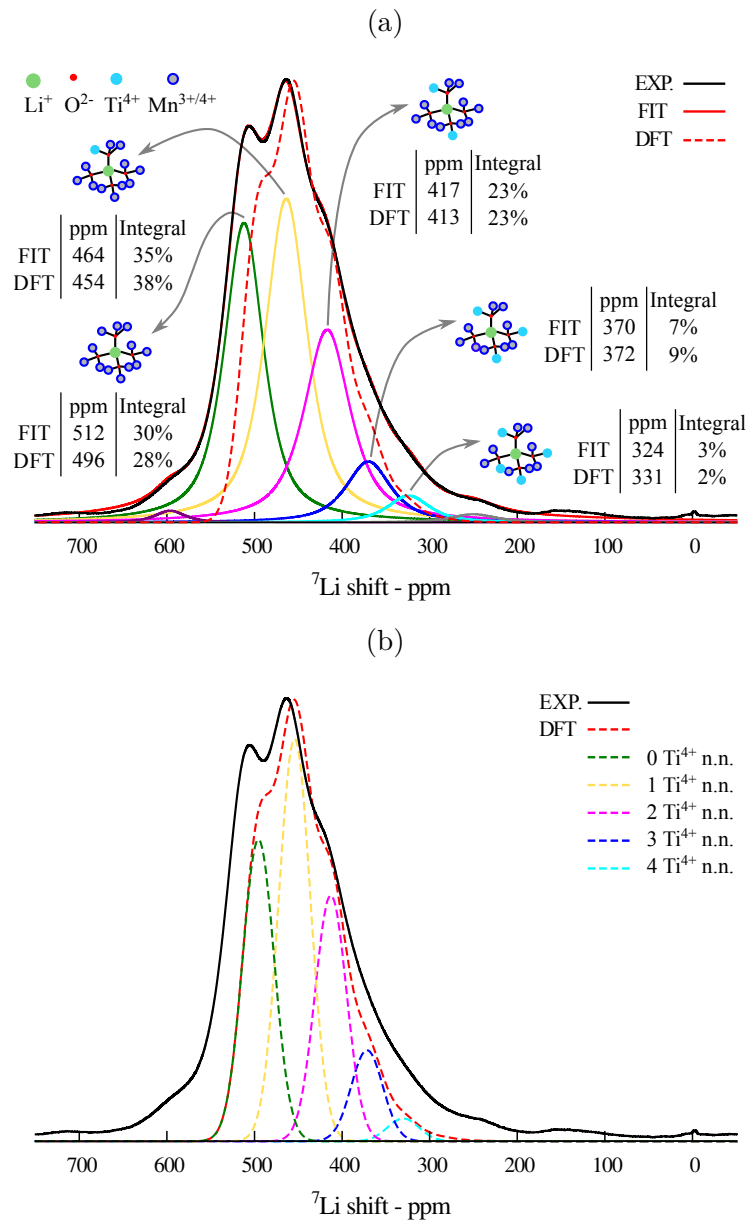 (a)
Li⁺ O²⁻ Ti⁴⁺ Mn³⁺/⁴⁺
EXP.
FIT
DFT
ppm Integral
FIT 417 23%
DFT 413 23%
ppm Integral
FIT 464 35%
DFT 454 38%
ppm Integral
FIT 370 7%
DFT 372 9%
ppm Integral
FIT 512 30%
DFT 496 28%
ppm Integral
FIT 324 3%
DFT 331 2%
700 600 500 400 300 200 100 0
⁷Li shift - ppm
(b)
EXP.
DFT
0 Ti⁴⁺ n.n.
1 Ti⁴⁺ n.n.
2 Ti⁴⁺ n.n.
3 Ti⁴⁺ n.n.
4 Ti⁴⁺ n.n.
700 600 500 400 300 200 100 0
⁷Li shift - ppm